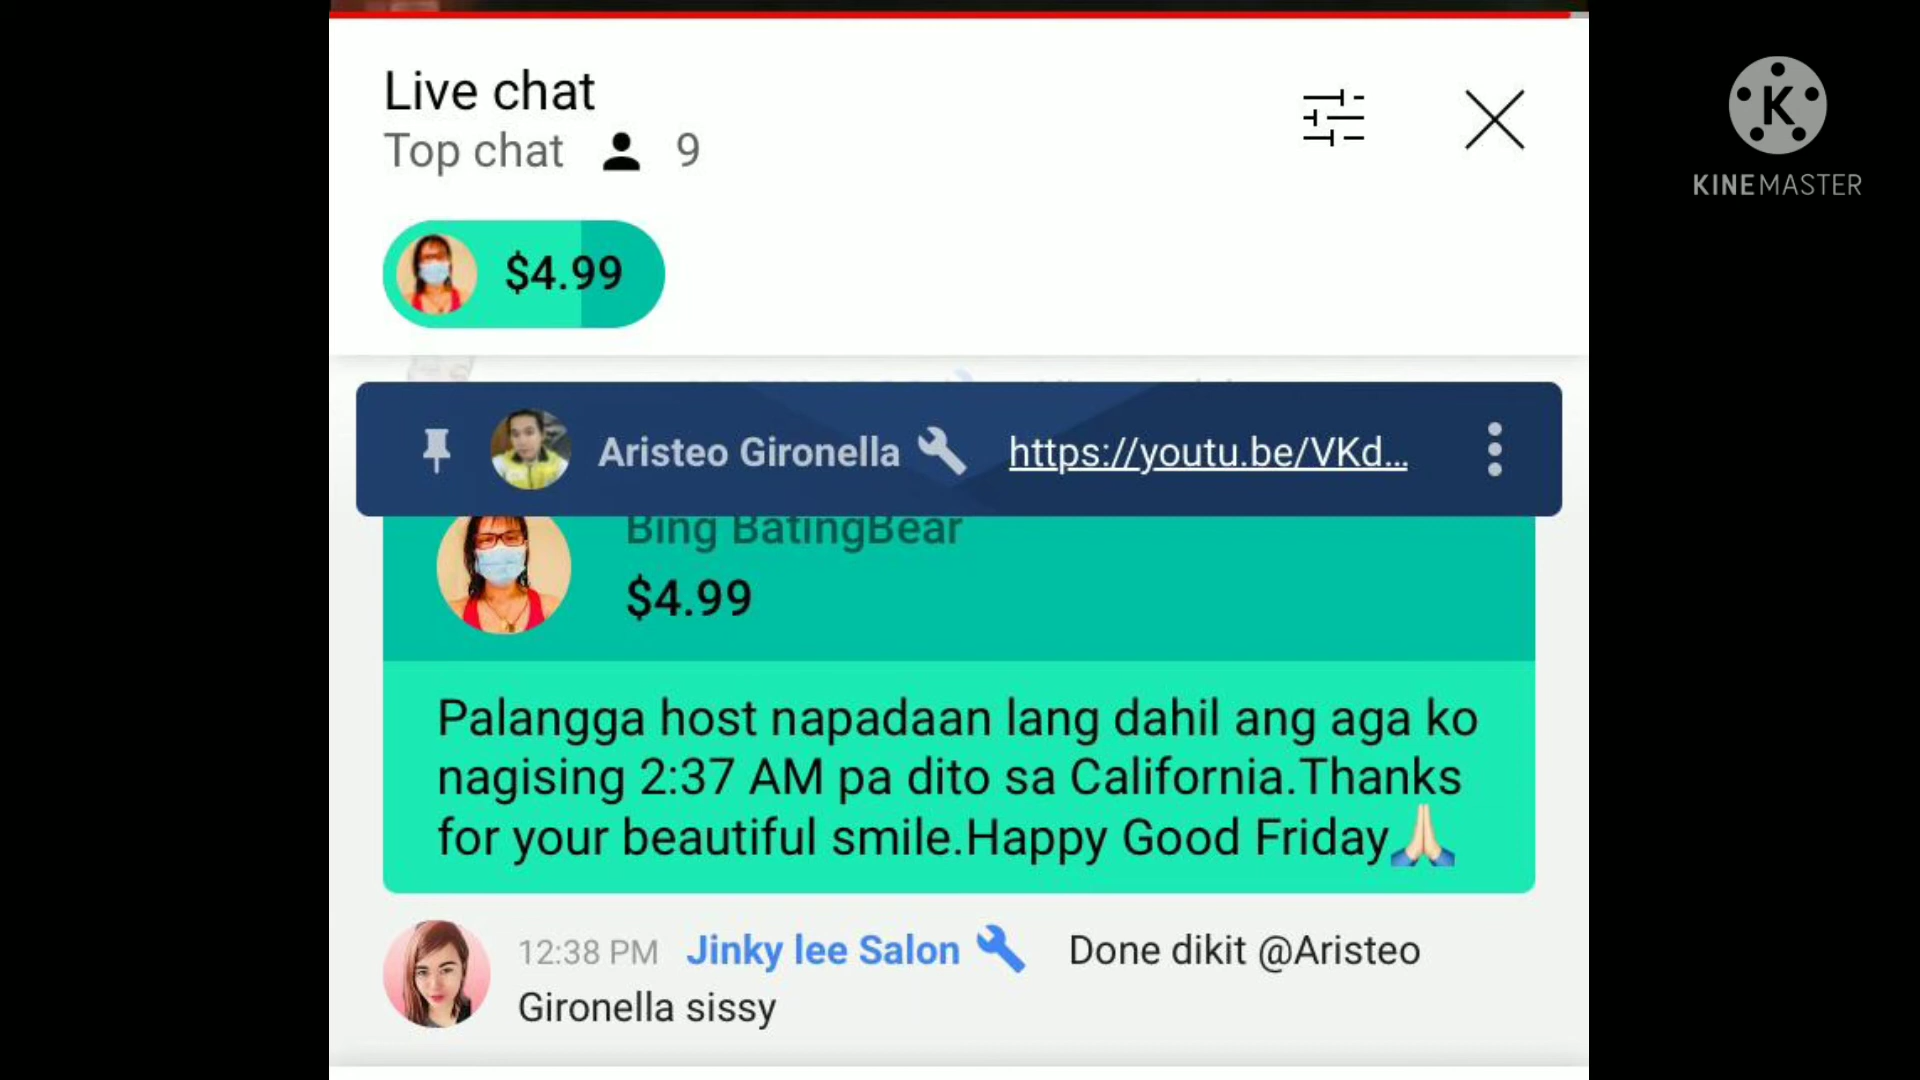 Live chat
Top chat 9
K
KINEMASTER
$4.99
Aristeo Gironella https://youtu.be/VKd...
Bing BatingBear
$4.99
Palangga host napadaan lang dahil ang aga ko
nagising 2:37 AM pa dito sa California.Thanks
for your beautiful smile.Happy Good Friday🙏🏻
12:38 PM Jinky lee Salon Done dikit @Aristeo
Gironella sissy